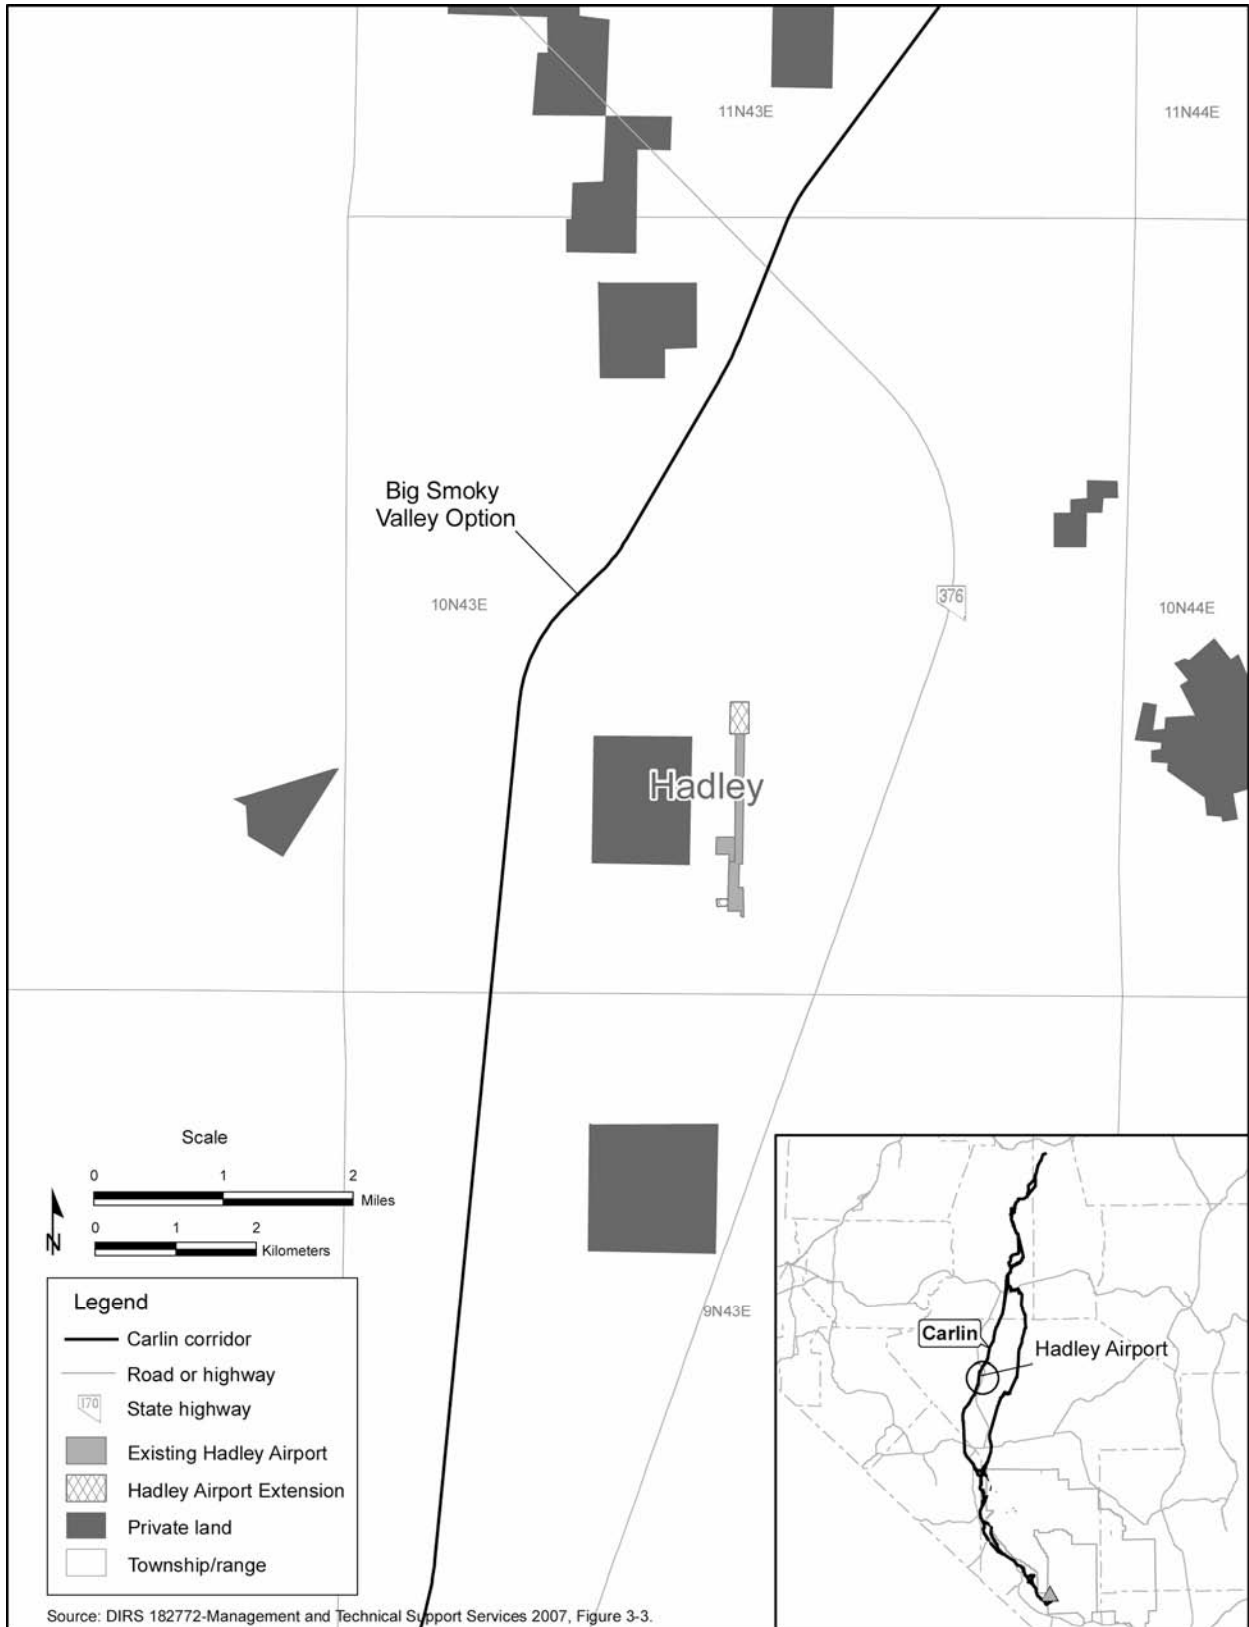 11N43E
11N44E
Big Smoky
Valley Option
10N43E
376
10N44E
Hadley
Scale
0 1 2
Miles
0 1 2
Kilometers
N
9N43E
Legend
Carlin corridor
Road or highway
170
State highway
Existing Hadley Airport
Hadley Airport Extension
Private land
Township/range
Carlin
Hadley Airport
Source: DIRS 182772-Management and Technical Support Services 2007, Figure 3-3.